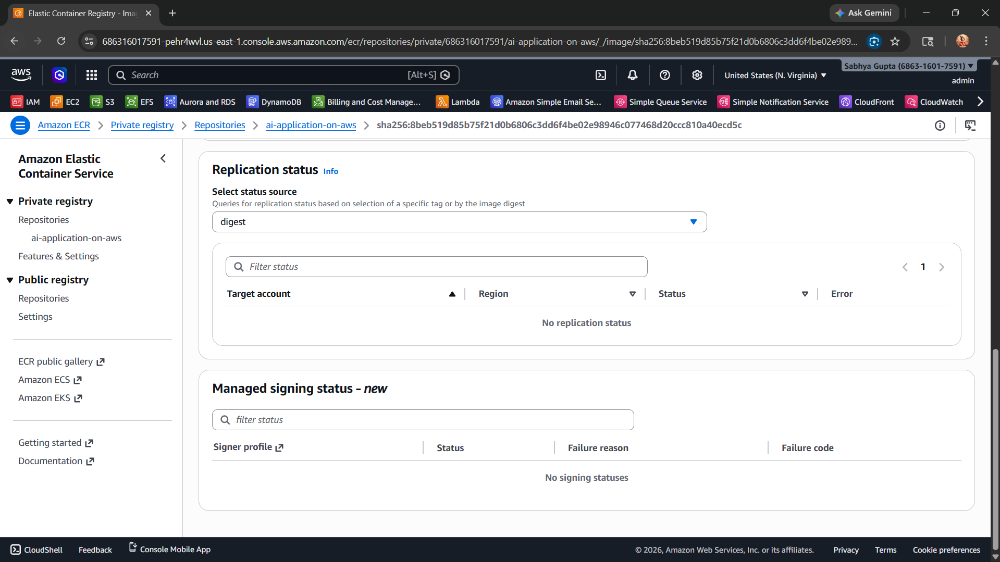 Elastic Container Registry - Ima
Ask Gemini
686316017591-pehr4wvl.us-east-1.console.aws.amazon.com/ecr/repositories/private/686316017591/ai-application-on-aws/_/image/sha256:8beb519d85b75f21d0b6806c3dd6f4be02e989...
aws
Search
[Alt+S]
United States (N. Virginia)
Sabhya Gupta (6863-1601-7591)
admin
IAM EC2 S3 EFS Aurora and RDS DynamoDB Billing and Cost Manage... Lambda Amazon Simple Email Se... Simple Queue Service Simple Notification Service CloudFront CloudWatch
Amazon ECR Private registry Repositories ai-application-on-aws sha256:8beb519d85b75f21d0b6806c3dd6f4be02e98946c077468d20ccc810a40ecd5c
Amazon Elastic
Container Service
Private registry
Repositories
ai-application-on-aws
Features & Settings
Public registry
Repositories
Settings
ECR public gallery
Amazon ECS
Amazon EKS
Getting started
Documentation
Replication status Info
Select status source
Queries for replication status based on selection of a specific tag or by the image digest
digest
Filter status
1
Target account Region Status Error
No replication status
Managed signing status - new
filter status
Signer profile Status Failure reason Failure code
No signing statuses
CloudShell Feedback Console Mobile App
© 2026, Amazon Web Services, Inc. or its affiliates. Privacy Terms Cookie preferences